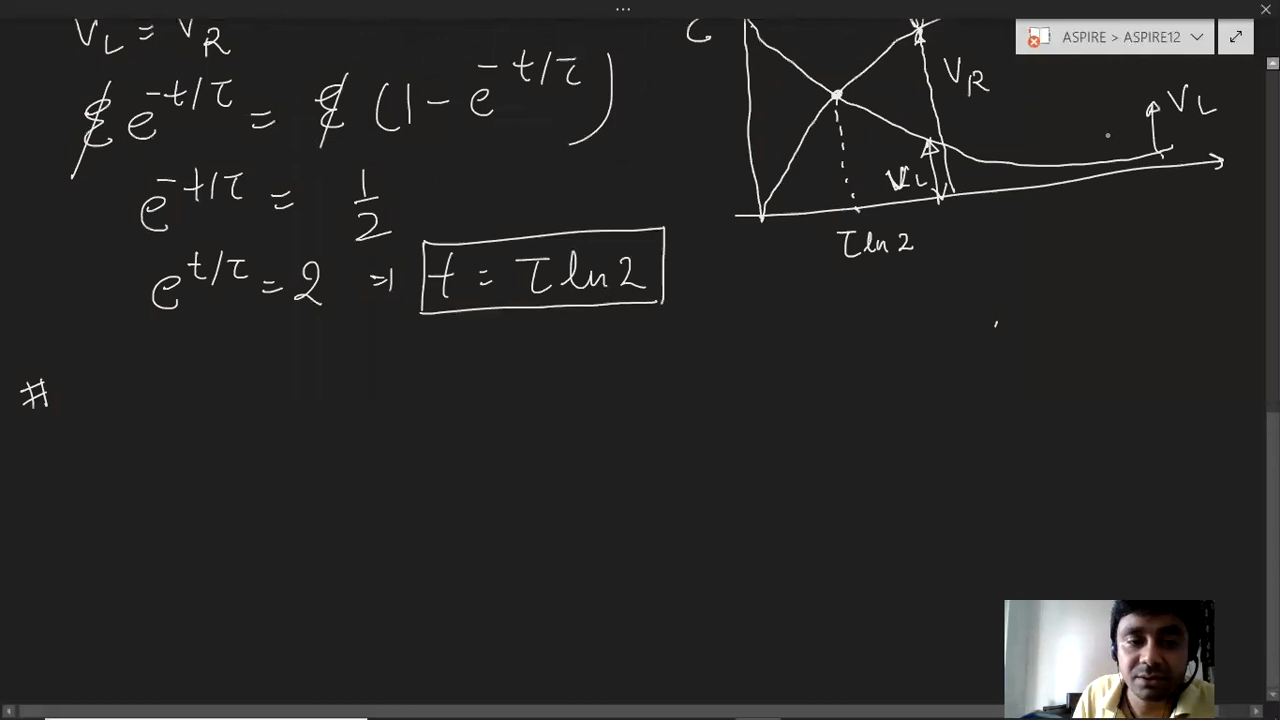 V_L = V_R
ɛ e^{-t/τ} = ɛ (1 - e^{-t/τ})
e^{-t/τ} = 1/2
e^{t/τ} = 2 ⇒ t = τ ln 2
#
V_R
V_L
V_L
τ ln 2
ASPIRE > ASPIRE12